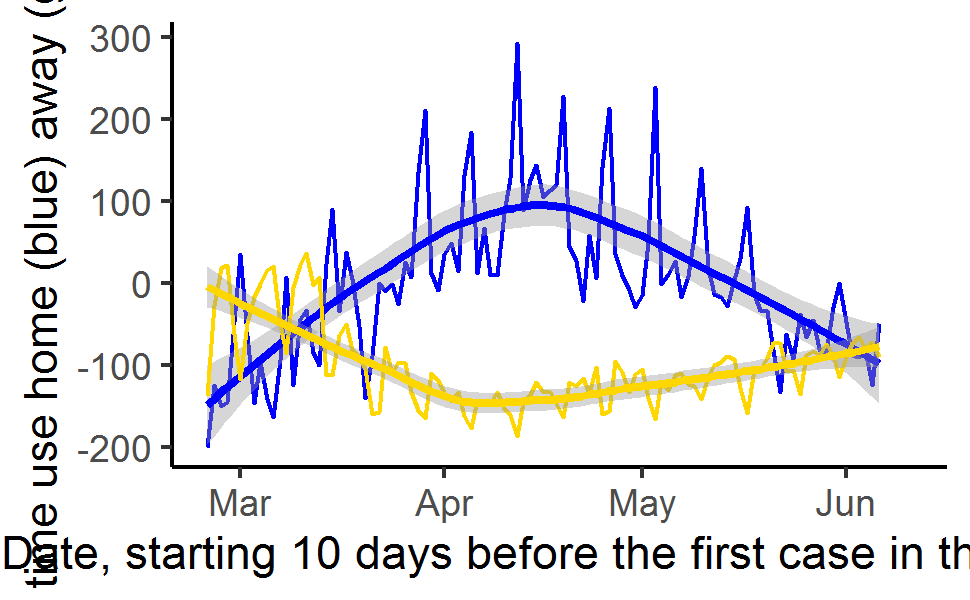 time use home (blue) away (
300
200
100
0
-100
-200
Mar Apr May Jun
Date, starting 10 days before the first case in th